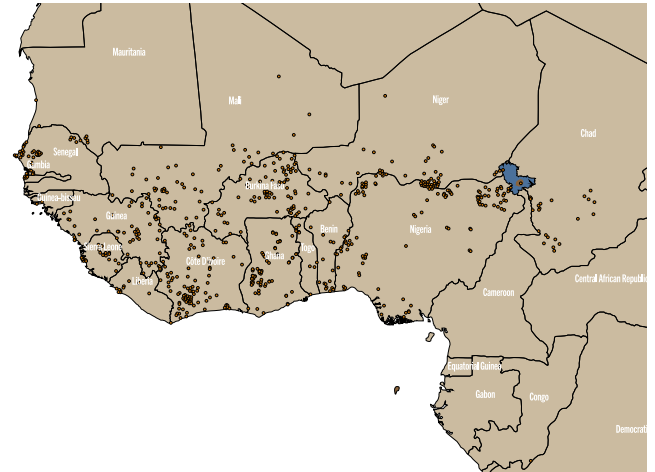 Mauritania
Mali
Niger
Chad
Senegal
Gambia
Guinea-bissau
Burkina Faso
Guinea
Benin
Nigeria
Sierra Leone
Côte D'Ivoire
Ghana
Togo
Liberia
Central African Republic
Cameroon
Equatorial Guinea
Gabon
Congo
Democrati